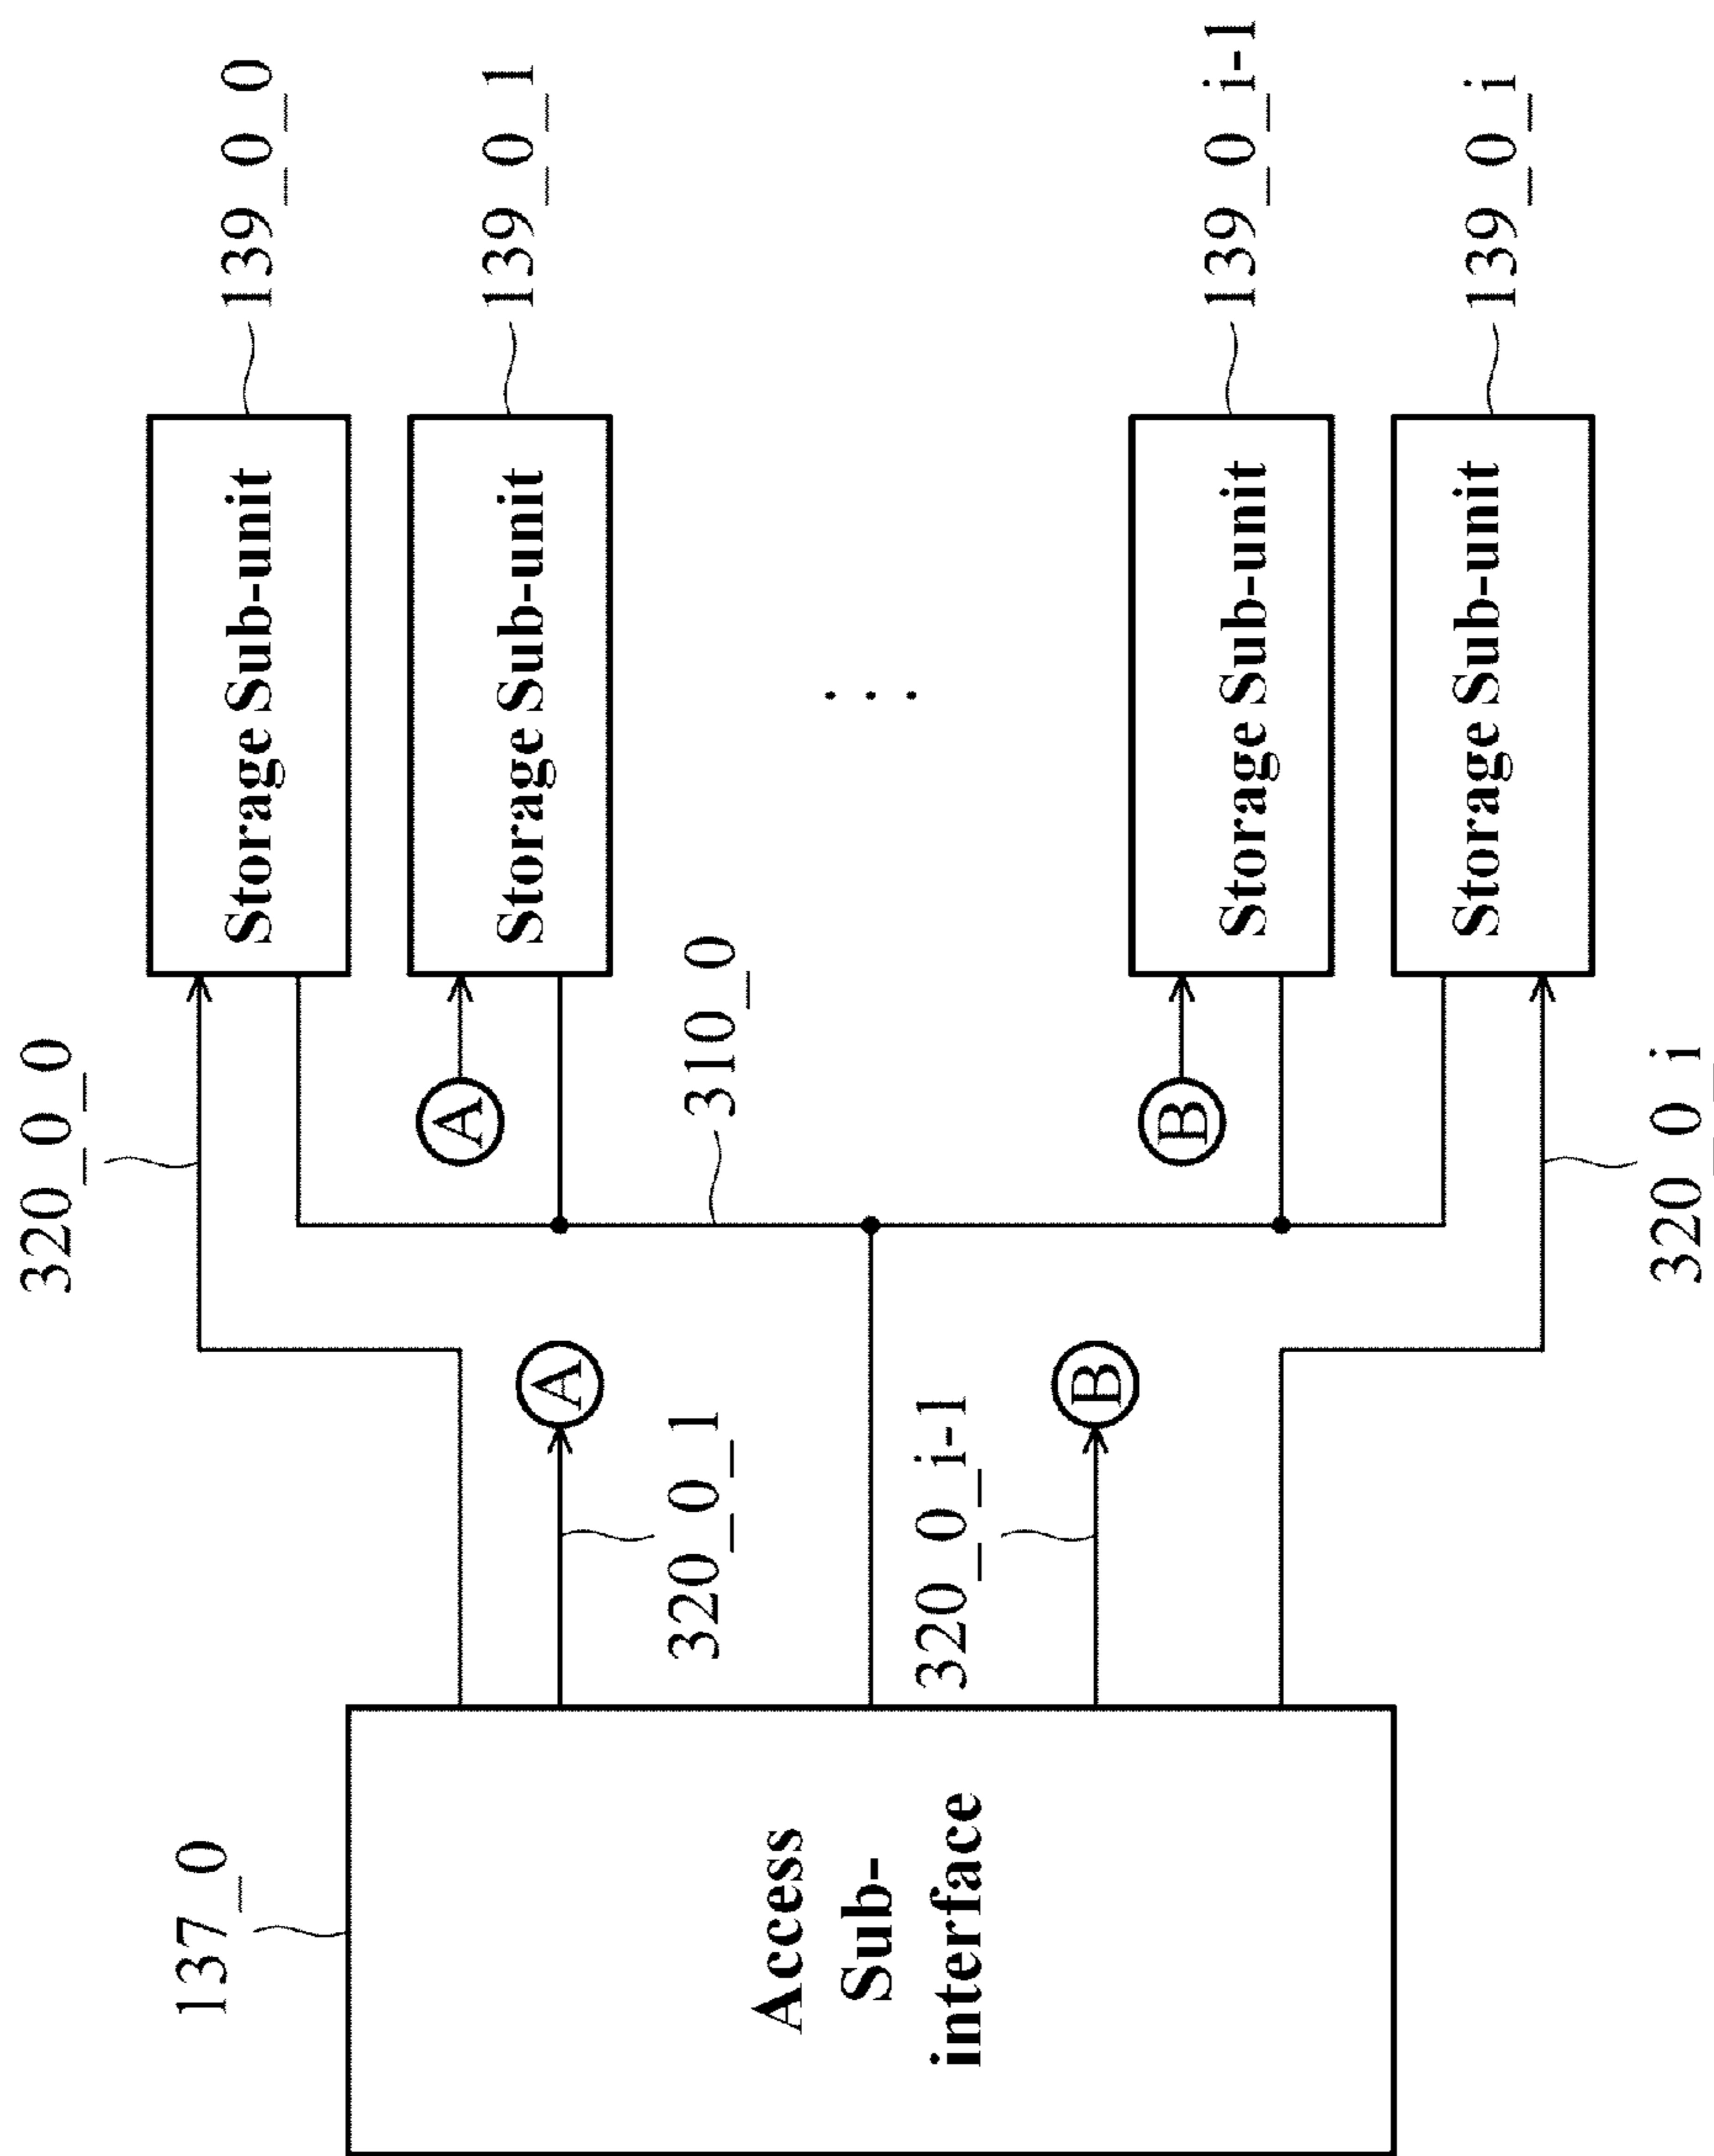 320_0_0
139_0_0
Storage Sub-unit
139_0_1
Storage Sub-unit
A
310_0
137_0
Access
Sub-
interface
A
320_0_1
. . .
320_0_i-1
B
B
139_0_i-1
Storage Sub-unit
139_0_i
Storage Sub-unit
320_0_i